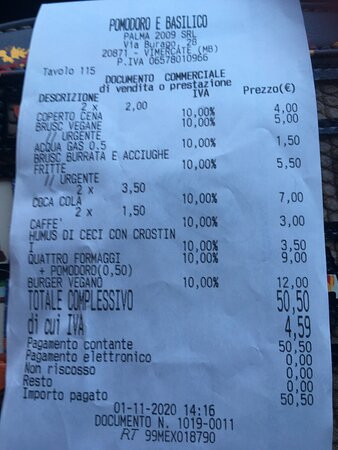 POMODORO E BASILICO
PALMA 2009 SRL
Via Burago, 28
20871 - VIMERCATE (MB)
P.IVA 06578010966
Tavolo 115
DOCUMENTO COMMERCIALE
di vendita o prestazione
DESCRIZIONE IVA Prezzo(€)
2 x 2,00
COPERTO CENA 10,00% 4,00
BRUSC VEGANE 10,00% 5,00
// URGENTE
ACQUA GAS 0.5 10,00% 1,50
BRUSC BURRATA E ACCIUGHE 10,00% 5,50
FRITTE
// URGENTE
2 x 3,50
COCA COLA 10,00% 7,00
2 x 1,50
CAFFE' 10,00% 3,00
HUMUS DI CECI CON CROSTIN
I 10,00% 3,50
QUATTRO FORMAGGI 10,00% 9,00
+ POMODORO(0,50)
BURGER VEGANO 10,00% 12,00
TOTALE COMPLESSIVO 50,50
di cui IVA 4,59
Pagamento contante 50,50
Pagamento elettronico 0,00
Non riscosso 0,00
Resto 0,00
Importo pagato 50,50
01-11-2020 14:16
DOCUMENTO N. 1019-0011
RT 99MEX018790